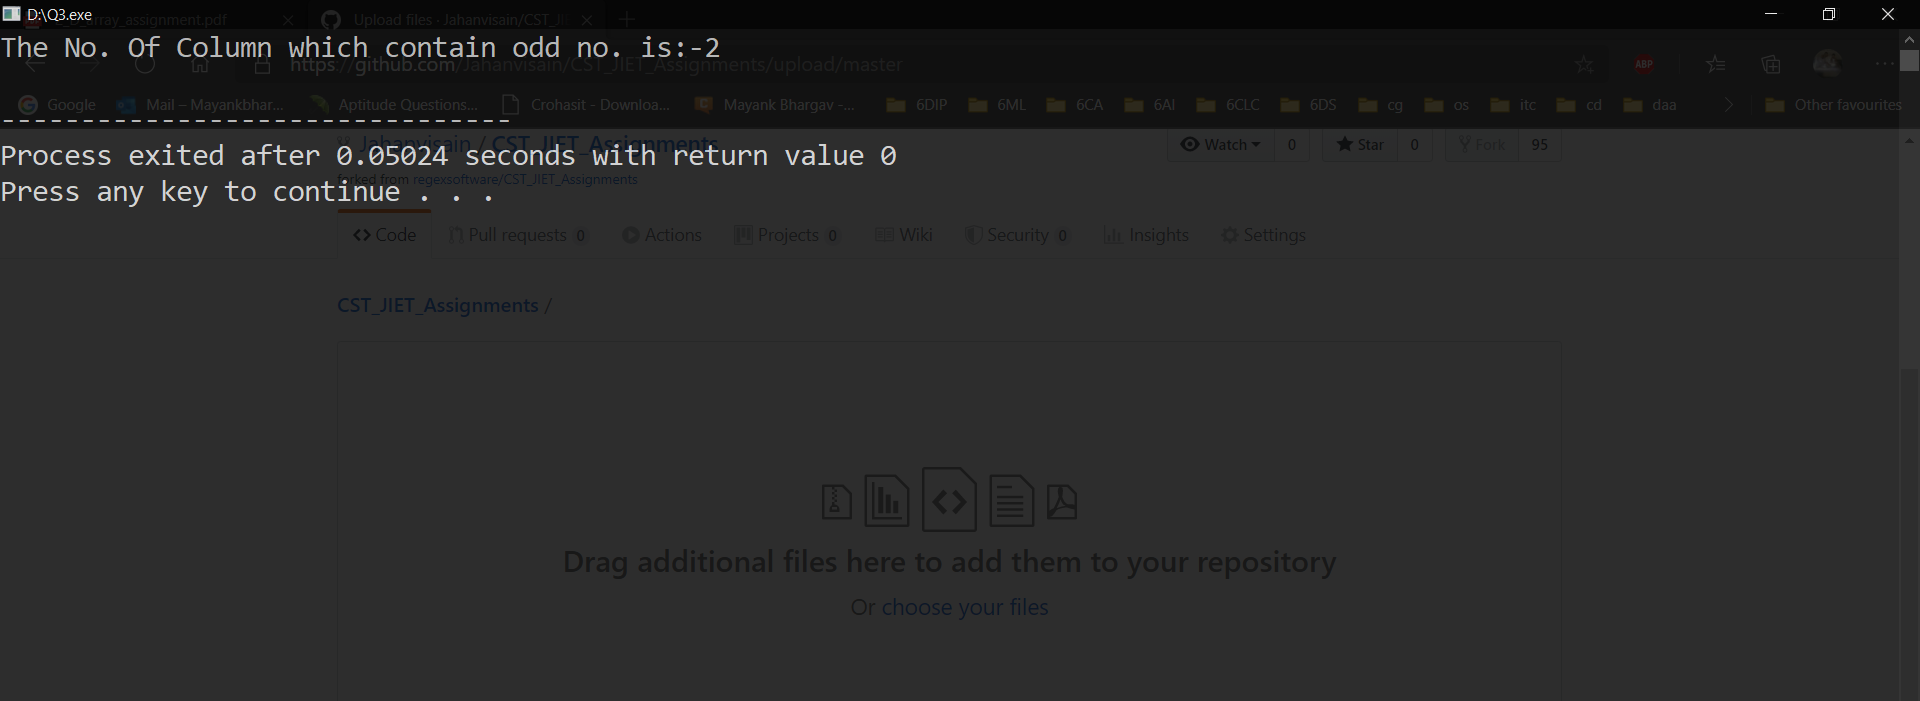 D:\Q3.exe
array_assignment.pdf
Upload files · Jahanvisain/CST_JI
The No. Of Column which contain odd no. is:-2
https://github.com/Jahanvisain/CST_JIET_Assignments/upload/master
ABP
Google Mail – Mayankbhar... Aptitude Questions... Crohasit - Downloa... Mayank Bhargav -... 6DIP 6ML 6CA 6AI 6CLC 6DS cg os itc cd daa Other favourites
--------------------------------
Jahanvisain / CST_JIET_Assignments
Watch 0 Star 0 Fork 95
Process exited after 0.05024 seconds with return value 0
forked from regexsoftware/CST_JIET_Assignments
Press any key to continue . . .
Code Pull requests 0 Actions Projects 0 Wiki Security 0 Insights Settings
CST_JIET_Assignments /
Drag additional files here to add them to your repository
Or choose your files